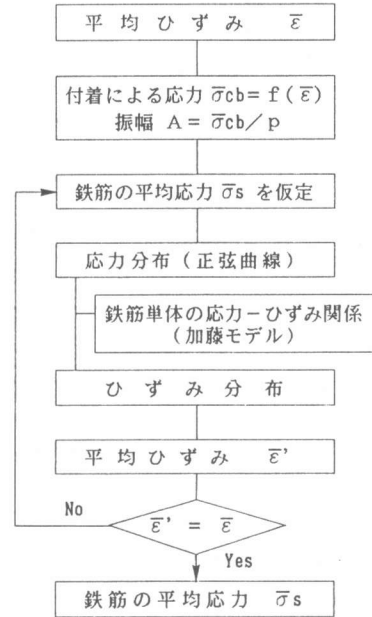 平均ひずみ ε̅
付着による応力 σ̅cb= f(ε̅)
振幅 A= σ̅cb/p
鉄筋の平均応力 σ̅s を仮定
応力分布(正弦曲線)
鉄筋単体の応力-ひずみ関係
(加藤モデル)
ひずみ分布
平均ひずみ ε̅'
No
ε̅' = ε̅
Yes
鉄筋の平均応力 σ̅s